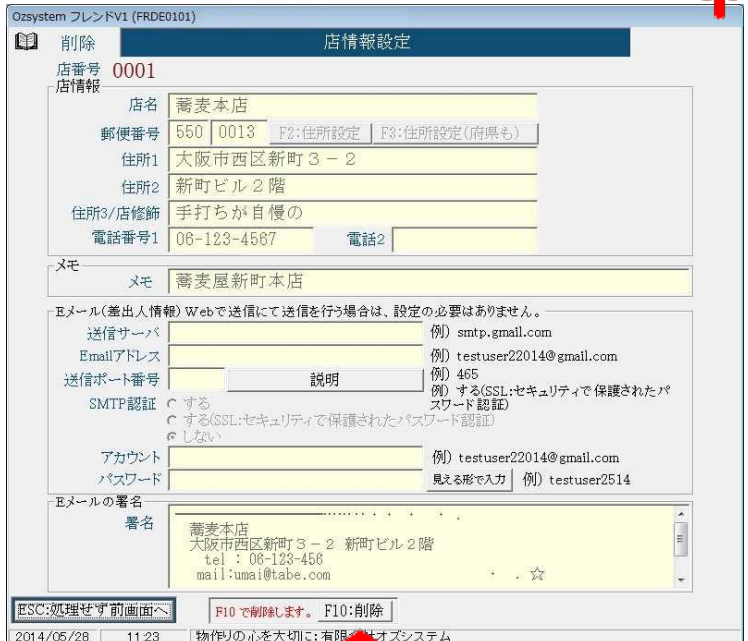 Ozsystem フレンドV1 (FRDE0101)
削除 店情報設定
店番号 0001
店情報
店名 蕎麦本店
郵便番号 550 0013 F2:住所設定 F3:住所設定(府県も)
住所1 大阪市西区新町3-2
住所2 新町ビル2階
住所3/店修飾 手打ちが自慢の
電話番号1 06-123-4567 電話2
メモ
メモ 蕎麦屋新町本店
Eメール(差出人情報) Webで送信にて送信を行う場合は、設定の必要はありません。
送信サーバ 例) smtp.gmail.com
Emailアドレス 例) testuser22014@gmail.com
送信ポート番号 説明 例) 465
例) する(SSL:セキュリティで保護されたパ
スワード認証)
SMTP認証 する
する(SSL:セキュリティで保護されたパスワード認証)
しない
アカウント 例) testuser22014@gmail.com
パスワード 見える形で入力 例) testuser2514
Eメールの署名
署名
蕎麦本店
大阪市西区新町3-2 新町ビル2階
tel : 06-123-456
mail:umai@tabe.com ・ .☆
ESC:処理せず前画面へ F10で削除します。 F10:削除
2014/05/28 11:23 物作りの心を大切に:有限 オズシステム